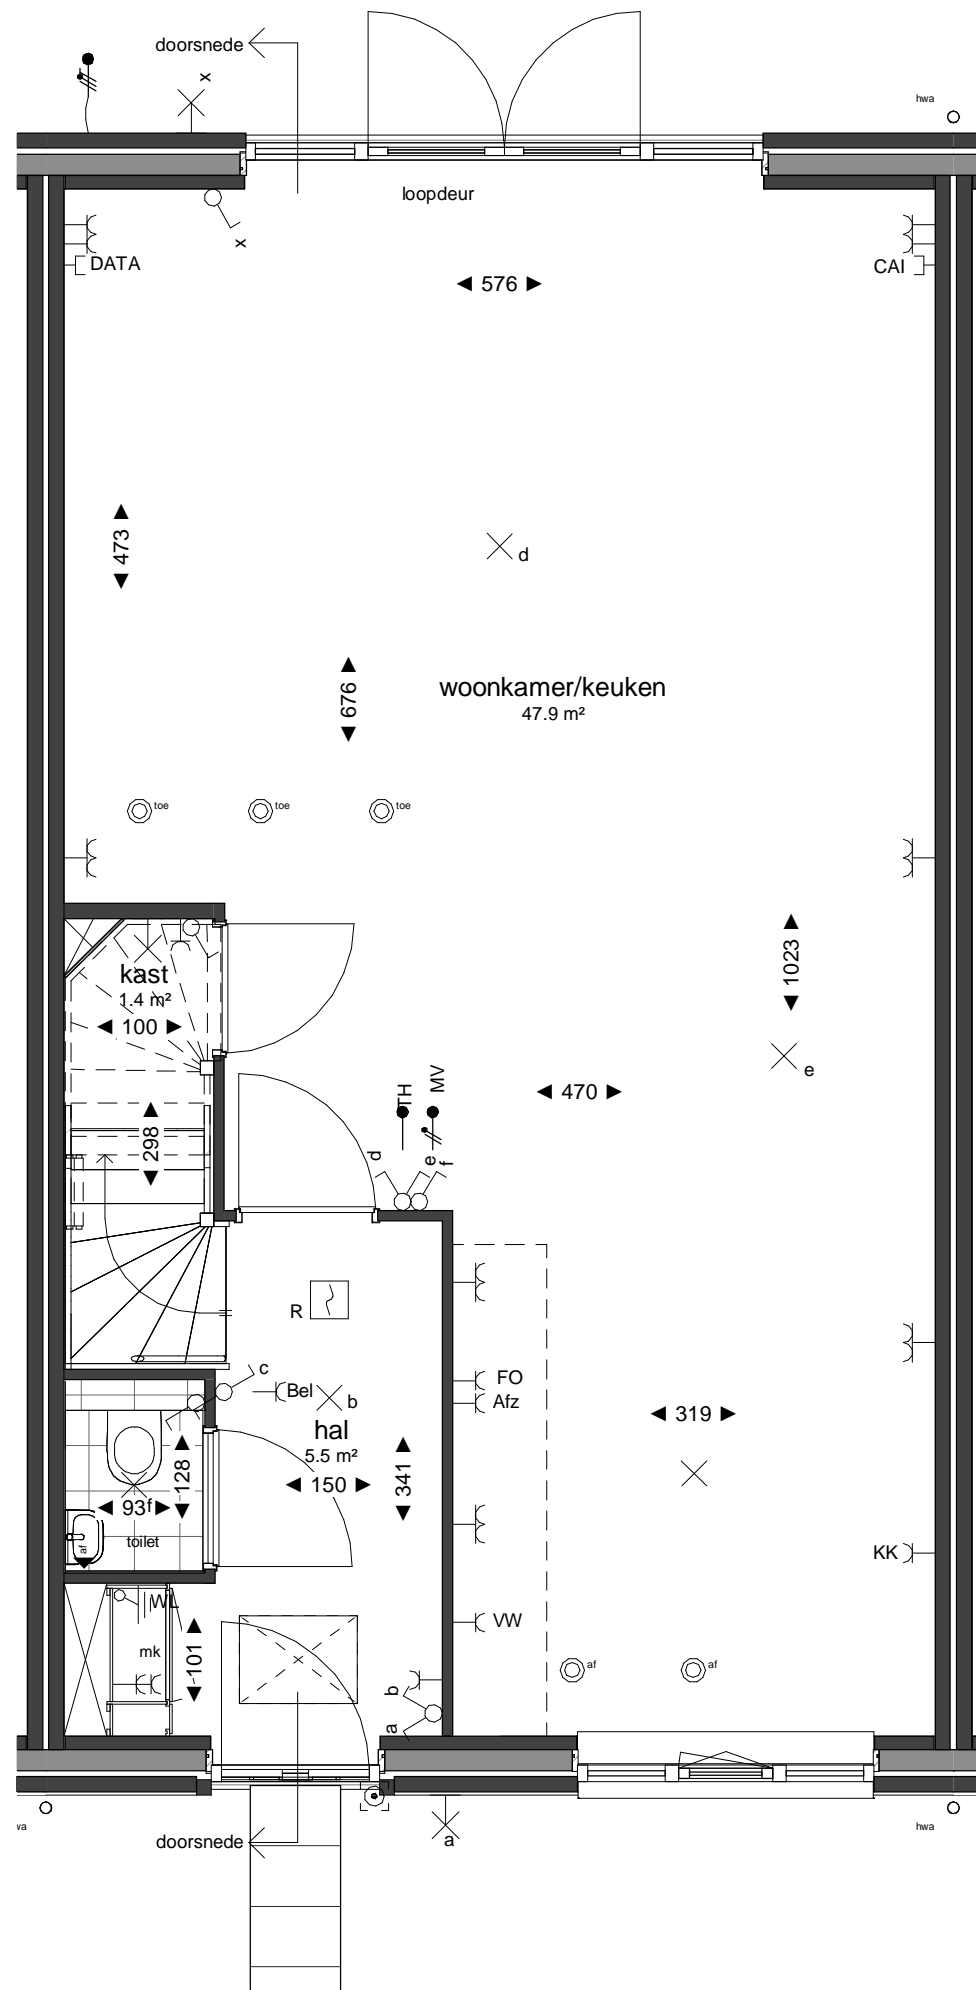 doorsnede
x
hwa
loopdeur
x
DATA
CAI
576
473
d
676
woonkamer/keuken
47.9 m²
toe
toe
toe
kast
1.4 m²
100
1023
e
470
TH
MV
298
d
e
f
R
c
Bel
b
FO
Afz
hal
5.5 m²
319
150
341
128
93
f
toilet
af
KK
WL
VW
mk
101
af
af
b
a
wa
hwa
doorsnede
a